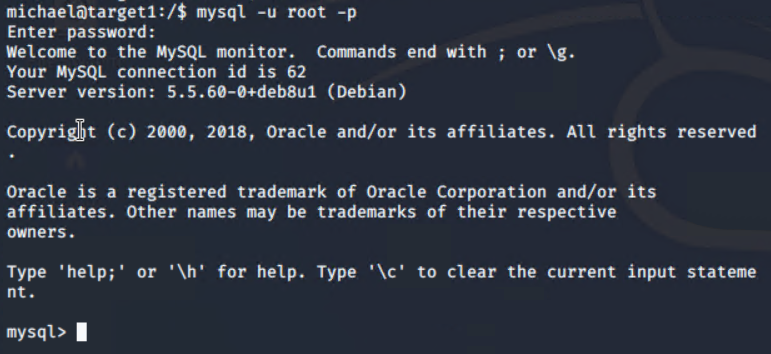 michael@target1:/$ mysql -u root -p
Enter password:
Welcome to the MySQL monitor.  Commands end with ; or \g.
Your MySQL connection id is 62
Server version: 5.5.60-0+deb8u1 (Debian)
Copyright (c) 2000, 2018, Oracle and/or its affiliates. All rights reserved
.
Oracle is a registered trademark of Oracle Corporation and/or its
affiliates. Other names may be trademarks of their respective
owners.
Type 'help;' or '\h' for help. Type '\c' to clear the current input stateme
nt.
mysql>